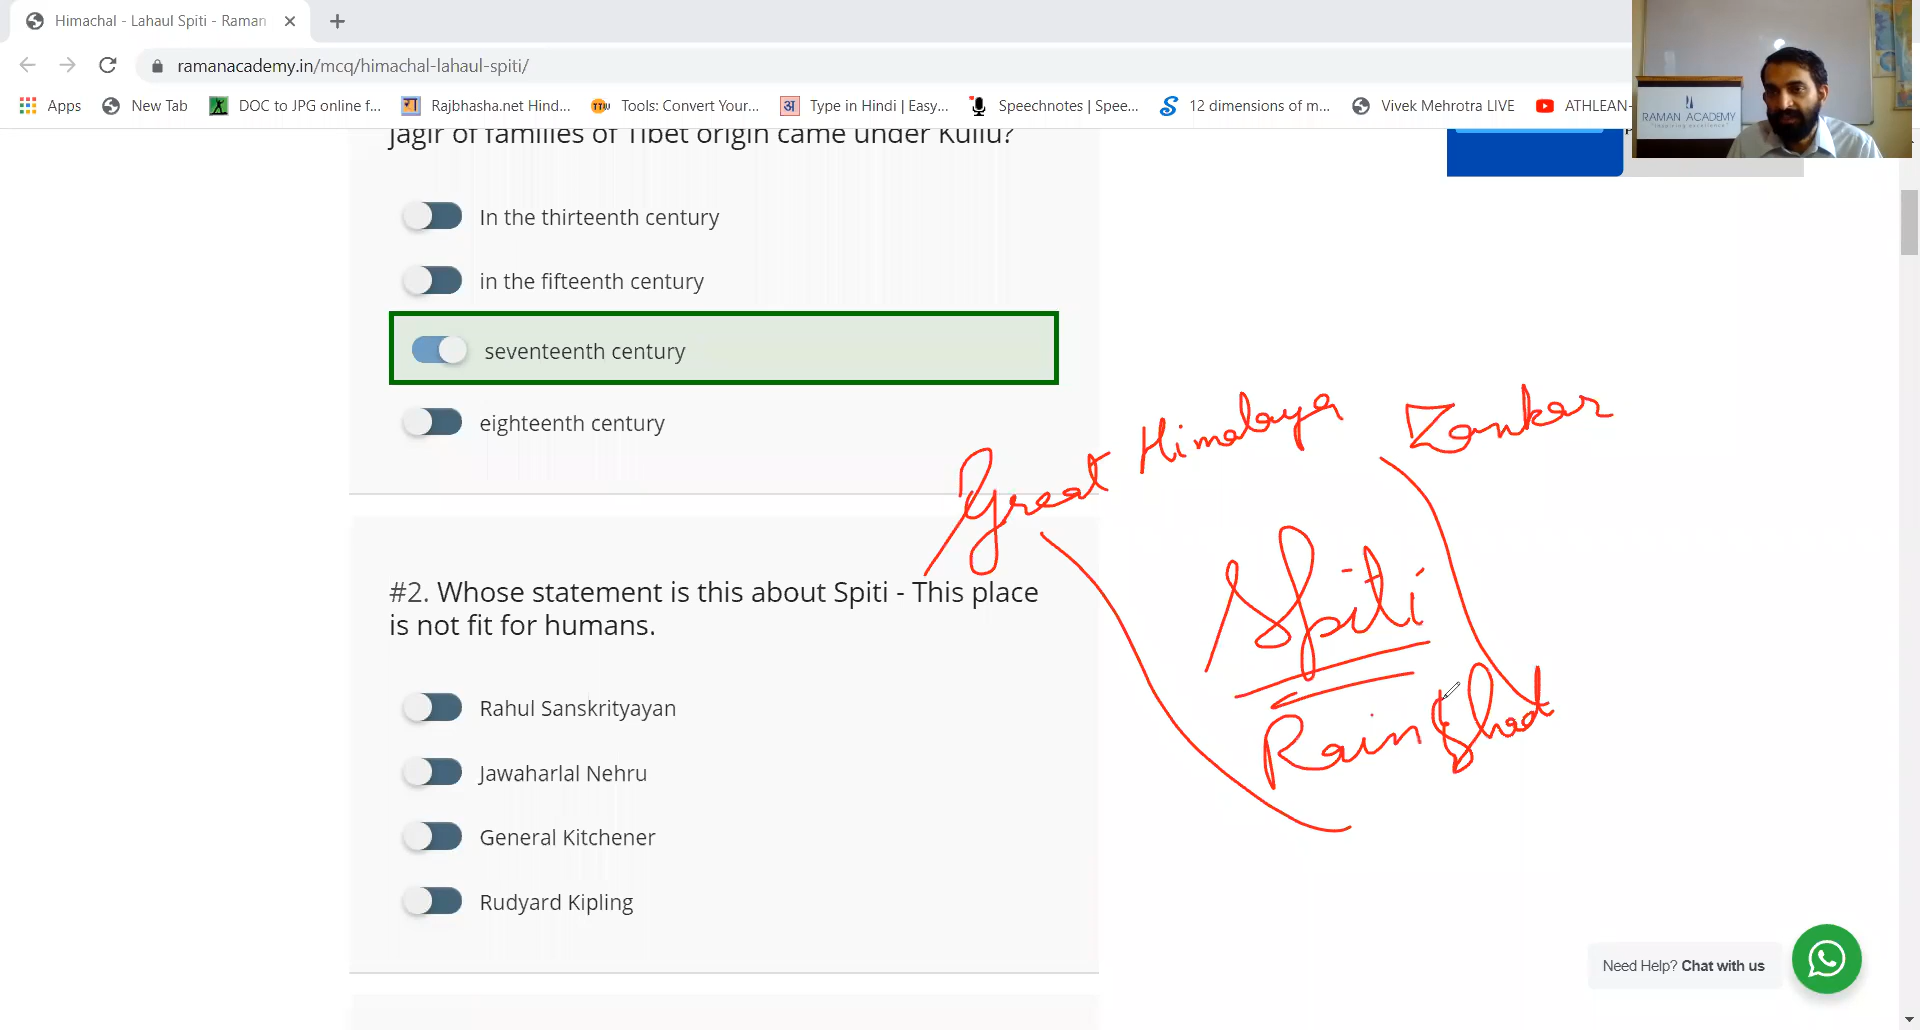 Himachal - Lahaul Spiti - Raman
ramanacademy.in/mcq/himachal-lahaul-spiti/
Apps New Tab DOC to JPG online f... Rajbhasha.net Hind... Tools: Convert Your... Type in Hindi | Easy... Speechnotes | Spee... 12 dimensions of m... Vivek Mehrotra LIVE ATHLEAN-
RAMAN ACADEMY
jagir of families of Tibet origin came under Kullu?
In the thirteenth century
in the fifteenth century
seventeenth century
eighteenth century
Great Himalaya Zankar
Spiti
Rain Shad
#2. Whose statement is this about Spiti - This place
is not fit for humans.
Rahul Sanskrityayan
Jawaharlal Nehru
General Kitchener
Rudyard Kipling
Need Help? Chat with us